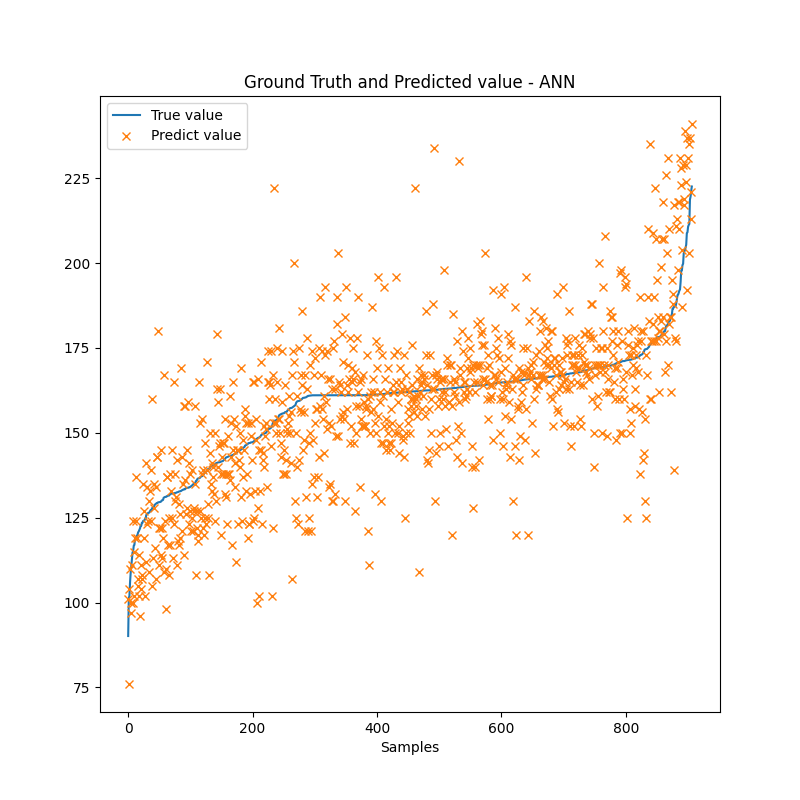 Ground Truth and Predicted value - ANN
True value
Predict value
225
200
175
150
125
100
75
0 200 400 600 800
Samples